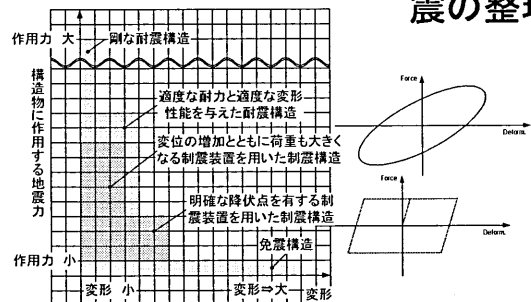 震の整理
作用力 大
剛な耐震構造
構造物に作用する地震力
適度な耐力と適度な変形
性能を与えた耐震構造
変位の増加とともに荷重も大きく
なる制震装置を用いた制震構造
明確な降伏点を有する制
震装置を用いた制震構造
免震構造
作用力 小
変形 小
変形⇒大
変形
Force
Deform.
Force
Deform.